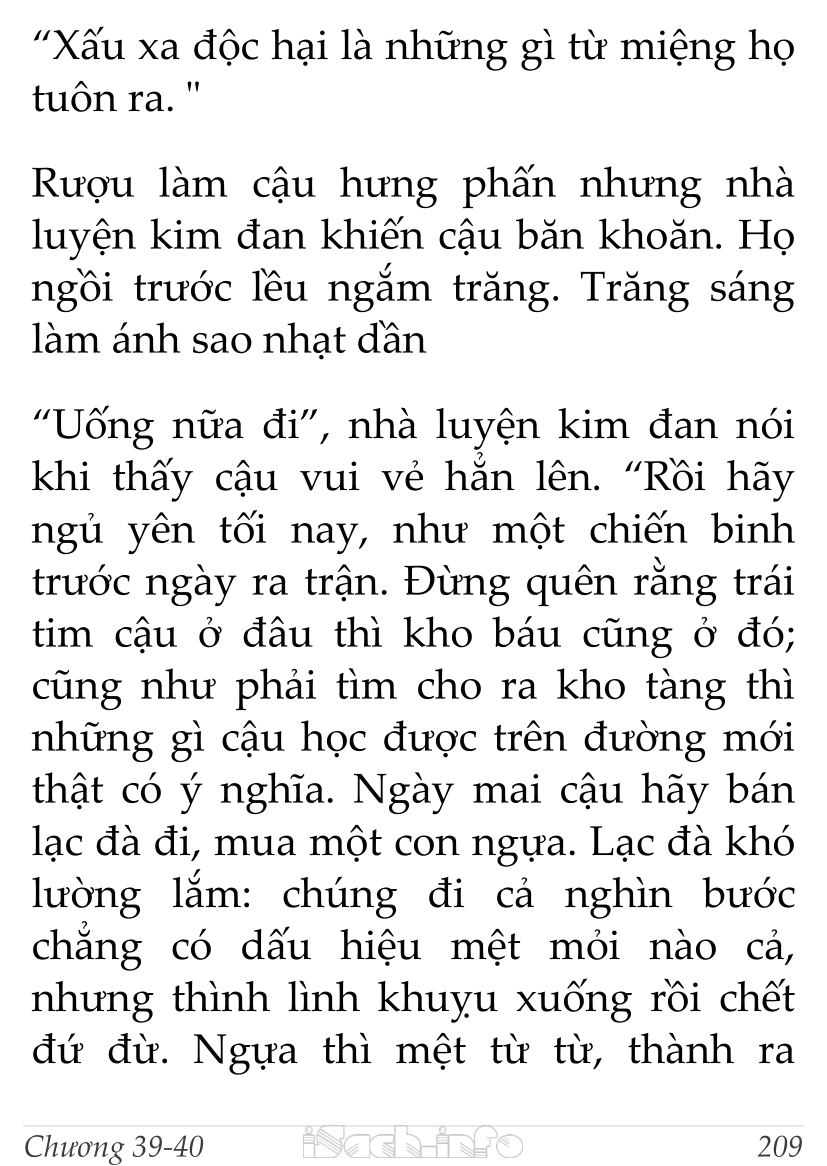 “Xấu xa độc hại là những gì từ miệng họ
tuôn ra. "
Rượu làm cậu hưng phấn nhưng nhà
luyện kim đan khiến cậu băn khoăn. Họ
ngồi trước lều ngắm trăng. Trăng sáng
làm ánh sao nhạt dần
“Uống nữa đi”, nhà luyện kim đan nói
khi thấy cậu vui vẻ hẳn lên. “Rồi hãy
ngủ yên tối nay, như một chiến binh
trước ngày ra trận. Đừng quên rằng trái
tim cậu ở đâu thì kho báu cũng ở đó;
cũng như phải tìm cho ra kho tàng thì
những gì cậu học được trên đường mới
thật có ý nghĩa. Ngày mai cậu hãy bán
lạc đà đi, mua một con ngựa. Lạc đà khó
lường lắm: chúng đi cả nghìn bước
chẳng có dấu hiệu mệt mỏi nào cả,
nhưng thình lình khuỵu xuống rồi chết
đứ đừ. Ngựa thì mệt từ từ, thành ra
Chương 39-40 iSach.info 209